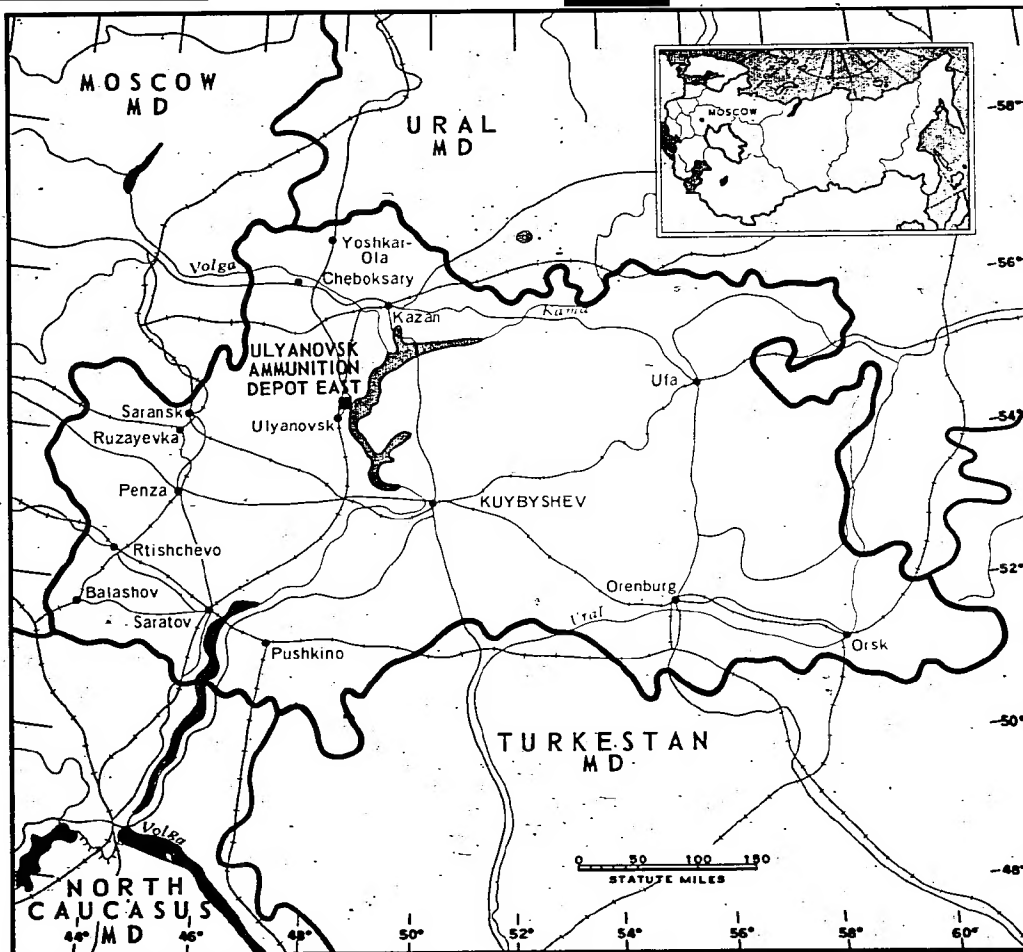 MOSCOW
MD
URAL
MD
MOSCOW
58°
Yoshkar-
Ola
Volga
Cheboksary
56°
Kazan
Kama
ULYANOVSK
AMMUNITION
DEPOT EAST
Ufa
Saransk
Ulyanovsk
54°
Ruzayevka
Penza
KUYBYSHEV
Rtishchevo
52°
Balashov
Orenburg
Saratov
Ural
Orsk
Pushkino
50°
TURKESTAN
MD
Volga
0 50 100 150
STATUTE MILES
48°
NORTH
CAUCASUS
MD
44° 46° 50° 52° 54° 56° 58° 60°